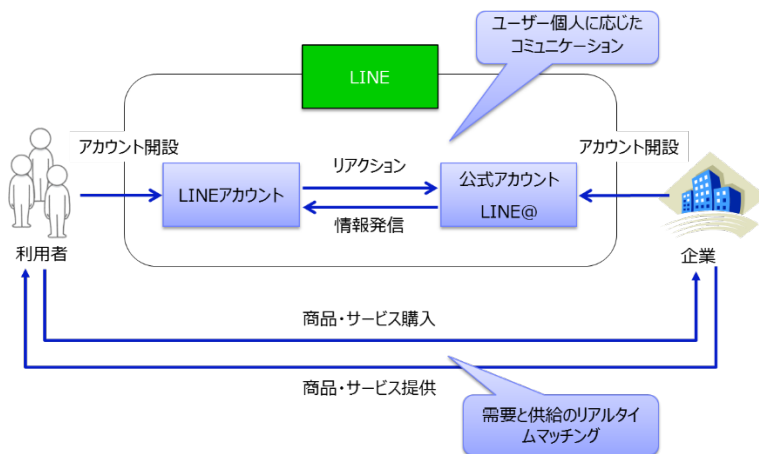 ユーザー個人に応じた
コミュニケーション
LINE
アカウント開設
アカウント開設
リアクション
LINEアカウント
公式アカウント
LINE@
情報発信
利用者
企業
商品・サービス購入
商品・サービス提供
需要と供給のリアルタイ
ムマッチング